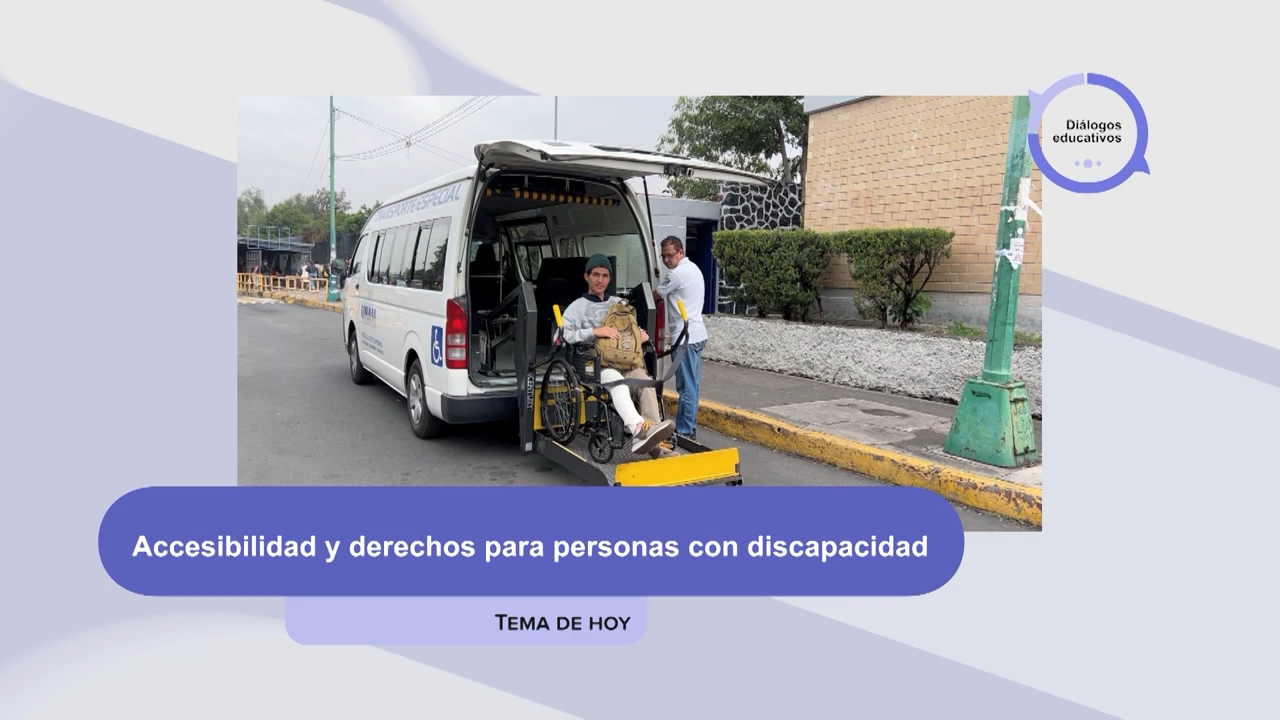 Diálogos
educativos
TRANSPORTE ESPECIAL
Accesibilidad y derechos para personas con discapacidad
TEMA DE HOY